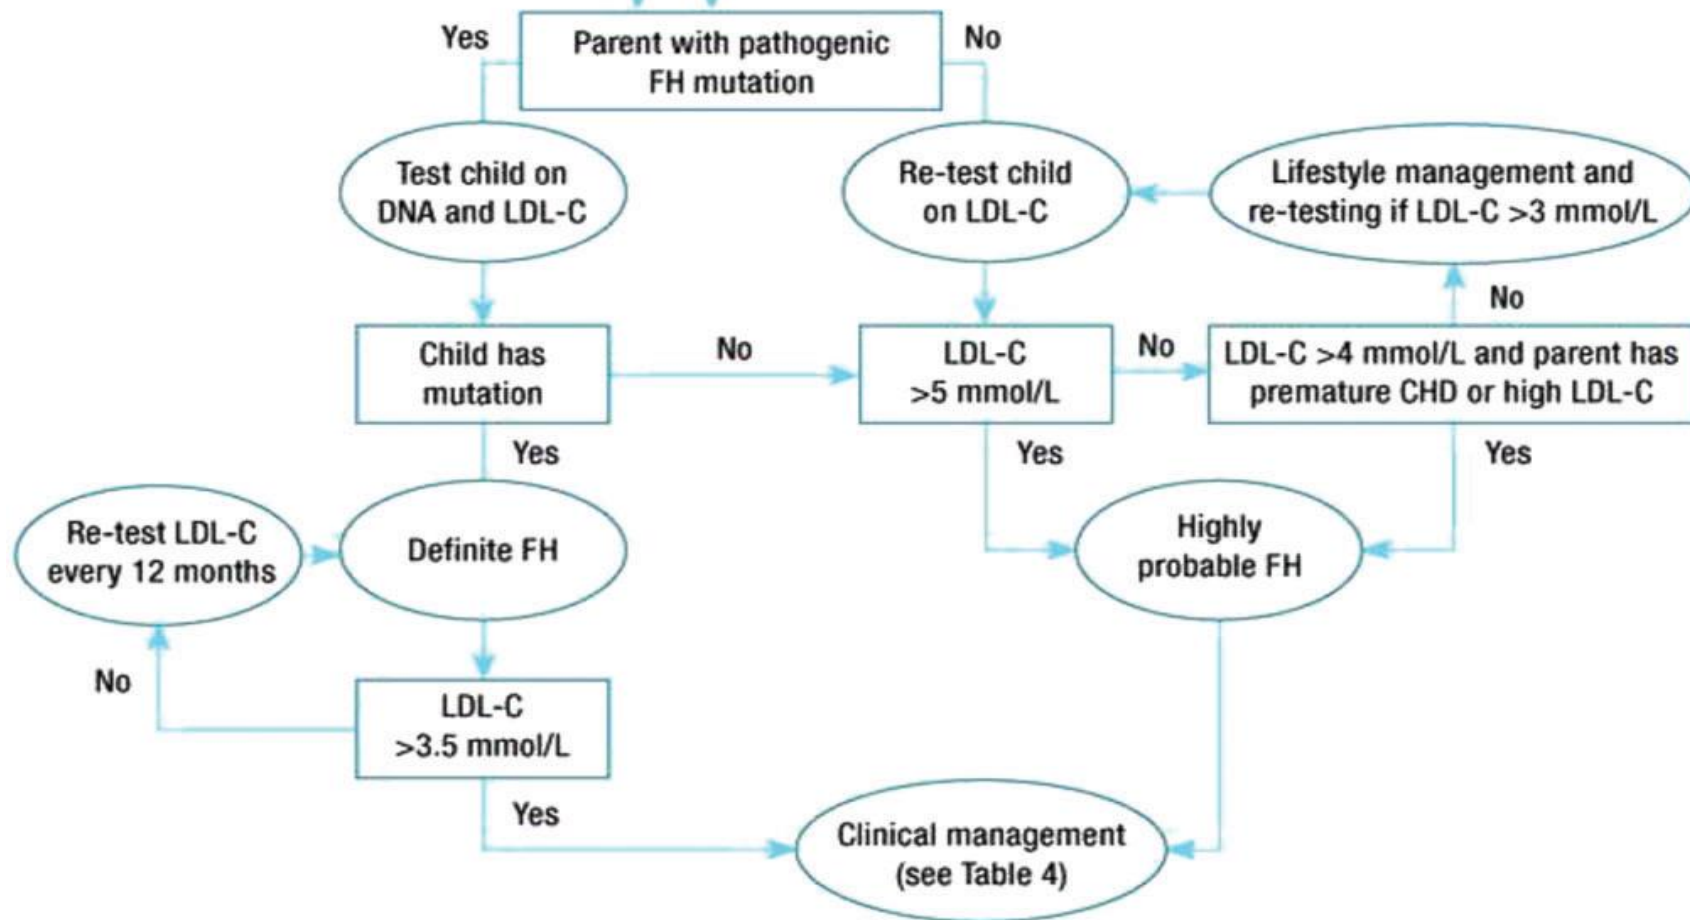 Yes
Parent with pathogenic
FH mutation
No
Test child on
DNA and LDL-C
Re-test child
on LDL-C
Lifestyle management and
re-testing if LDL-C >3 mmol/L
No
Child has
mutation
No
LDL-C
>5 mmol/L
No
LDL-C >4 mmol/L and parent has
premature CHD or high LDL-C
Yes
Yes
Yes
Re-test LDL-C
every 12 months
Definite FH
Highly
probable FH
No
LDL-C
>3.5 mmol/L
Yes
Clinical management
(see Table 4)